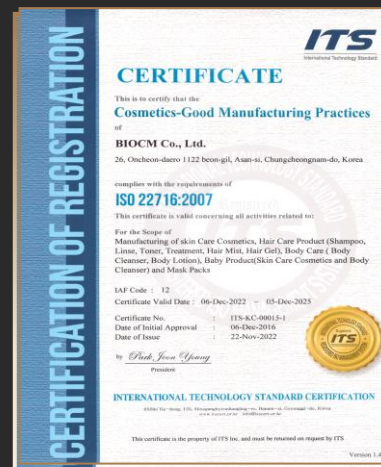 CERTIFICATION OF REGISTRATION
ITS
International Technology Standard
CERTIFICATE
This is to certify that the
Cosmetics-Good Manufacturing Practices
of
BIOCM Co., Ltd.
26, Oncheon-daero 1122 beon-gil, Asan-si, Chungcheongnam-do, Korea
complies with the requirements of
ISO 22716:2007
This certificate is valid concerning all activities related to:
For the Scope of
Manufacturing of skin Care Cosmetics, Hair Care Product (Shampoo,
Linse, Toner, Treatment, Hair Mist, Hair Gel), Body Care ( Body
Cleanser, Body Lotion), Baby Product(Skin Care Cosmetics and Body
Cleanser) and Mask Packs
IAF Code : 12
Certificate Valid Date : 06-Dec-2022 ~ 05-Dec-2025
Certificate No. : ITS-KC-00015-1
Date of Initial Approval : 06-Dec-2016
Date of Issue : 22-Nov-2022
by Park Joon Young
President
ITS
INTERNATIONAL TECHNOLOGY STANDARD CERTIFICATION
This certificate is the property of ITS Inc. and must be returned on request by ITS
Version 1.4